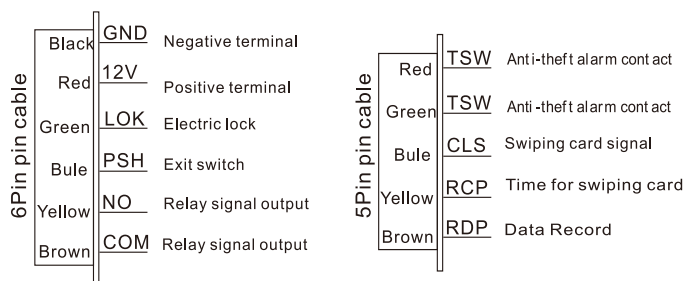 6Pin pin cable
Black GND Negative terminal
Red 12V Positive terminal
Green LOK Electric lock
Bule PSH Exit switch
Yellow NO Relay signal output
Brown COM Relay signal output
5Pin pin cable
Red TSW Anti-theft alarm contact
Green TSW Anti-theft alarm contact
Bule CLS Swiping card signal
Yellow RCP Time for swiping card
Brown RDP Data Record